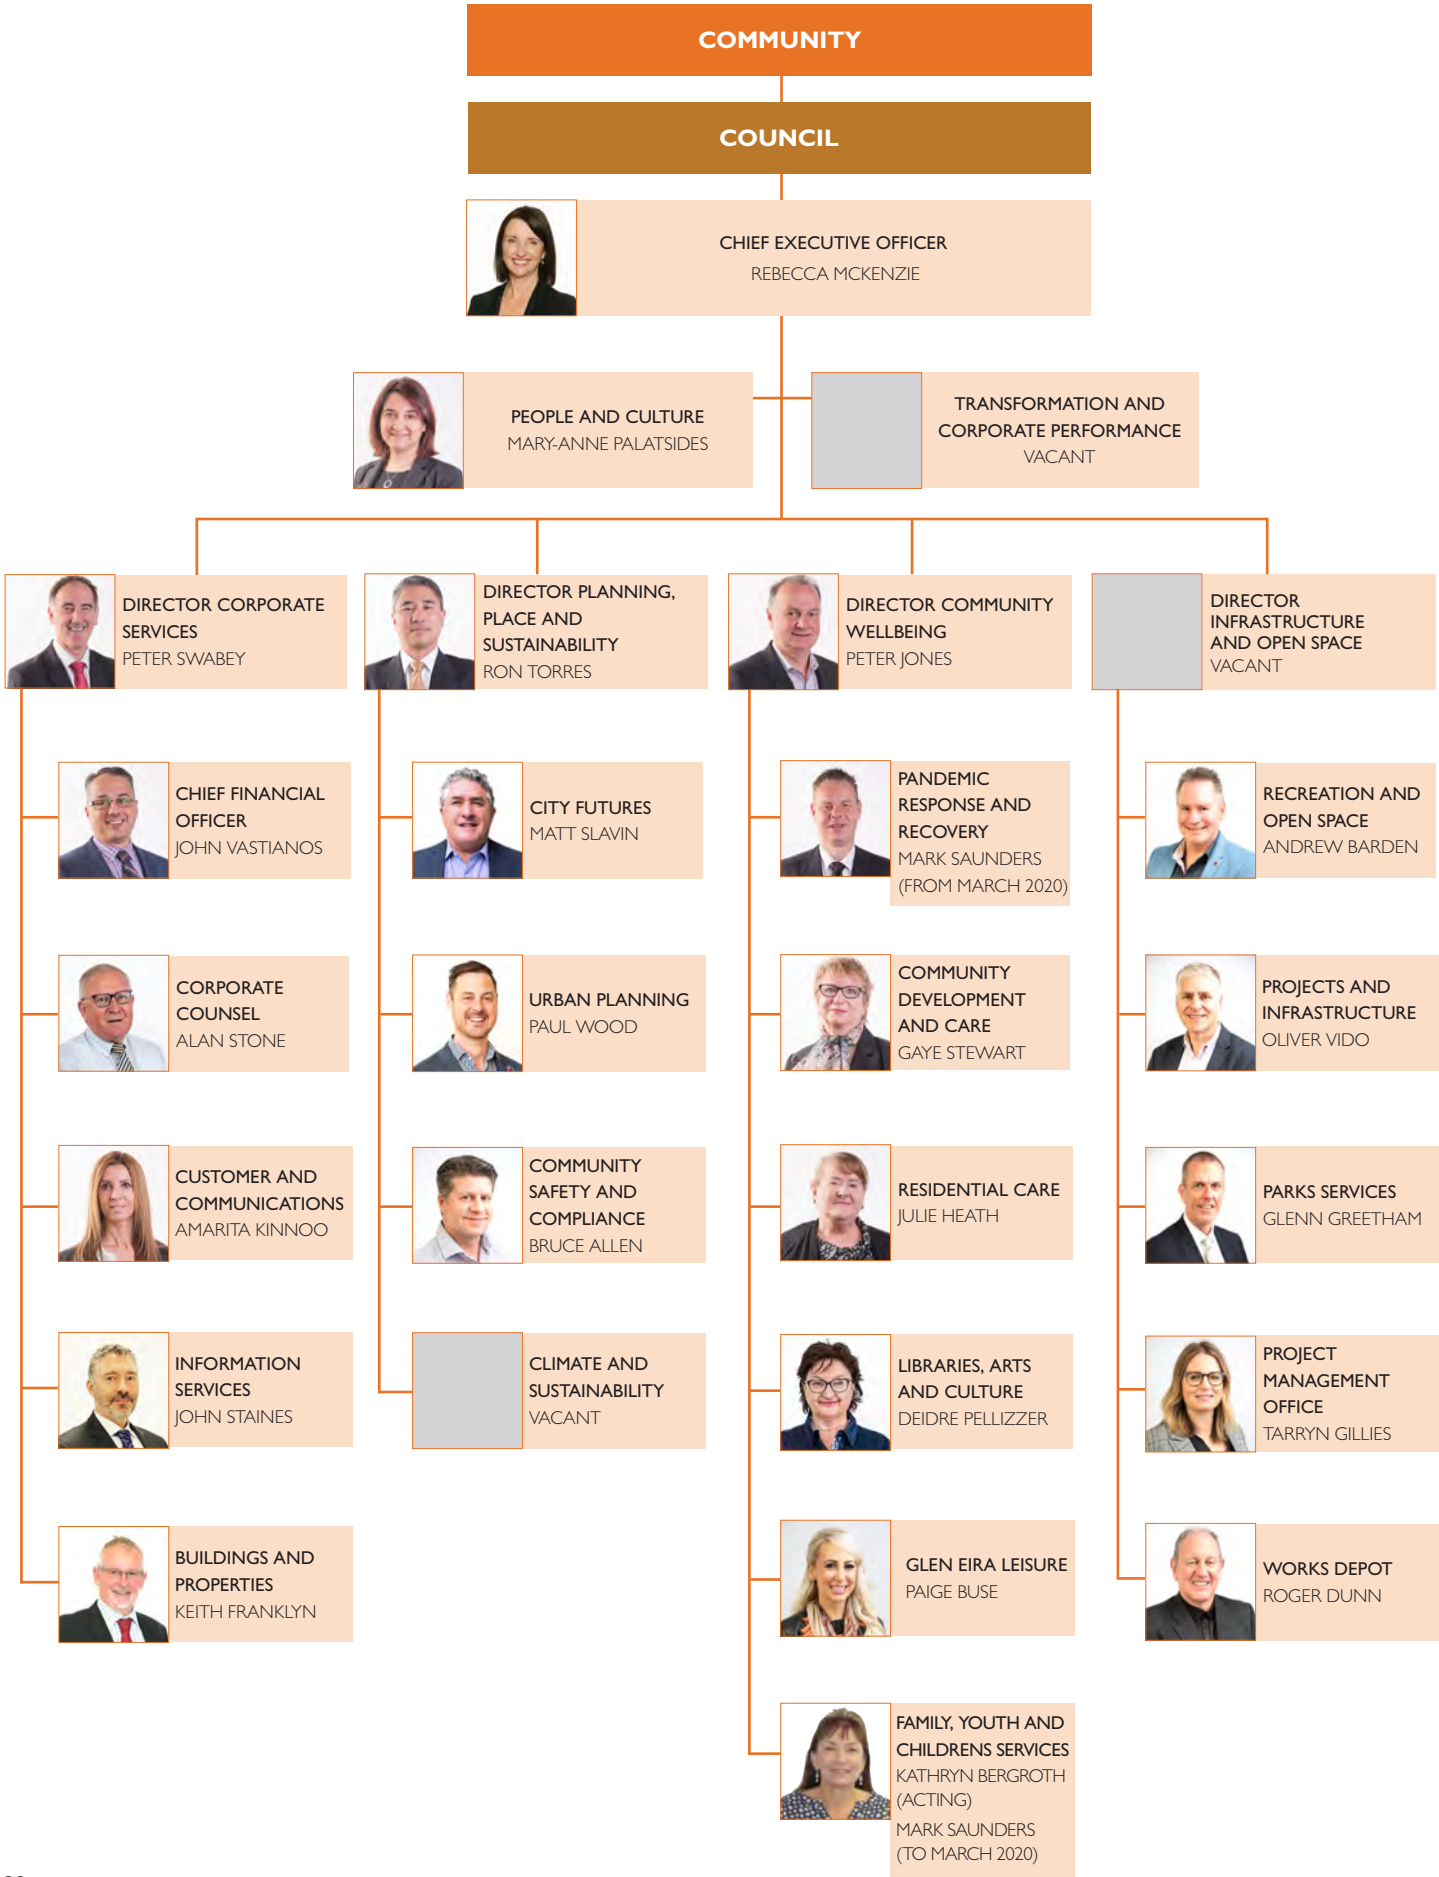 COMMUNITY
COUNCIL
CHIEF EXECUTIVE OFFICER
REBECCA MCKENZIE
PEOPLE AND CULTURE
MARY-ANNE PALATSIDES
TRANSFORMATION AND
CORPORATE PERFORMANCE
VACANT
DIRECTOR CORPORATE
SERVICES
PETER SWABEY
DIRECTOR PLANNING,
PLACE AND
SUSTAINABILITY
RON TORRES
DIRECTOR COMMUNITY
WELLBEING
PETER JONES
DIRECTOR
INFRASTRUCTURE
AND OPEN SPACE
VACANT
CHIEF FINANCIAL
OFFICER
JOHN VASTIANOS
CITY FUTURES
MATT SLAVIN
PANDEMIC
RESPONSE AND
RECOVERY
MARK SAUNDERS
(FROM MARCH 2020)
RECREATION AND
OPEN SPACE
ANDREW BARDEN
CORPORATE
COUNSEL
ALAN STONE
URBAN PLANNING
PAUL WOOD
COMMUNITY
DEVELOPMENT
AND CARE
GAYE STEWART
PROJECTS AND
INFRASTRUCTURE
OLIVER VIDO
CUSTOMER AND
COMMUNICATIONS
AMARITA KINNOO
COMMUNITY
SAFETY AND
COMPLIANCE
BRUCE ALLEN
RESIDENTIAL CARE
JULIE HEATH
PARKS SERVICES
GLENN GREETHAM
INFORMATION
SERVICES
JOHN STAINES
CLIMATE AND
SUSTAINABILITY
VACANT
LIBRARIES, ARTS
AND CULTURE
DEIDRE PELLIZZER
PROJECT
MANAGEMENT
OFFICE
TARRYN GILLIES
BUILDINGS AND
PROPERTIES
KEITH FRANKLYN
GLEN EIRA LEISURE
PAIGE BUSE
WORKS DEPOT
ROGER DUNN
FAMILY, YOUTH AND
CHILDRENS SERVICES
KATHRYN BERGROTH
(ACTING)
MARK SAUNDERS
(TO MARCH 2020)